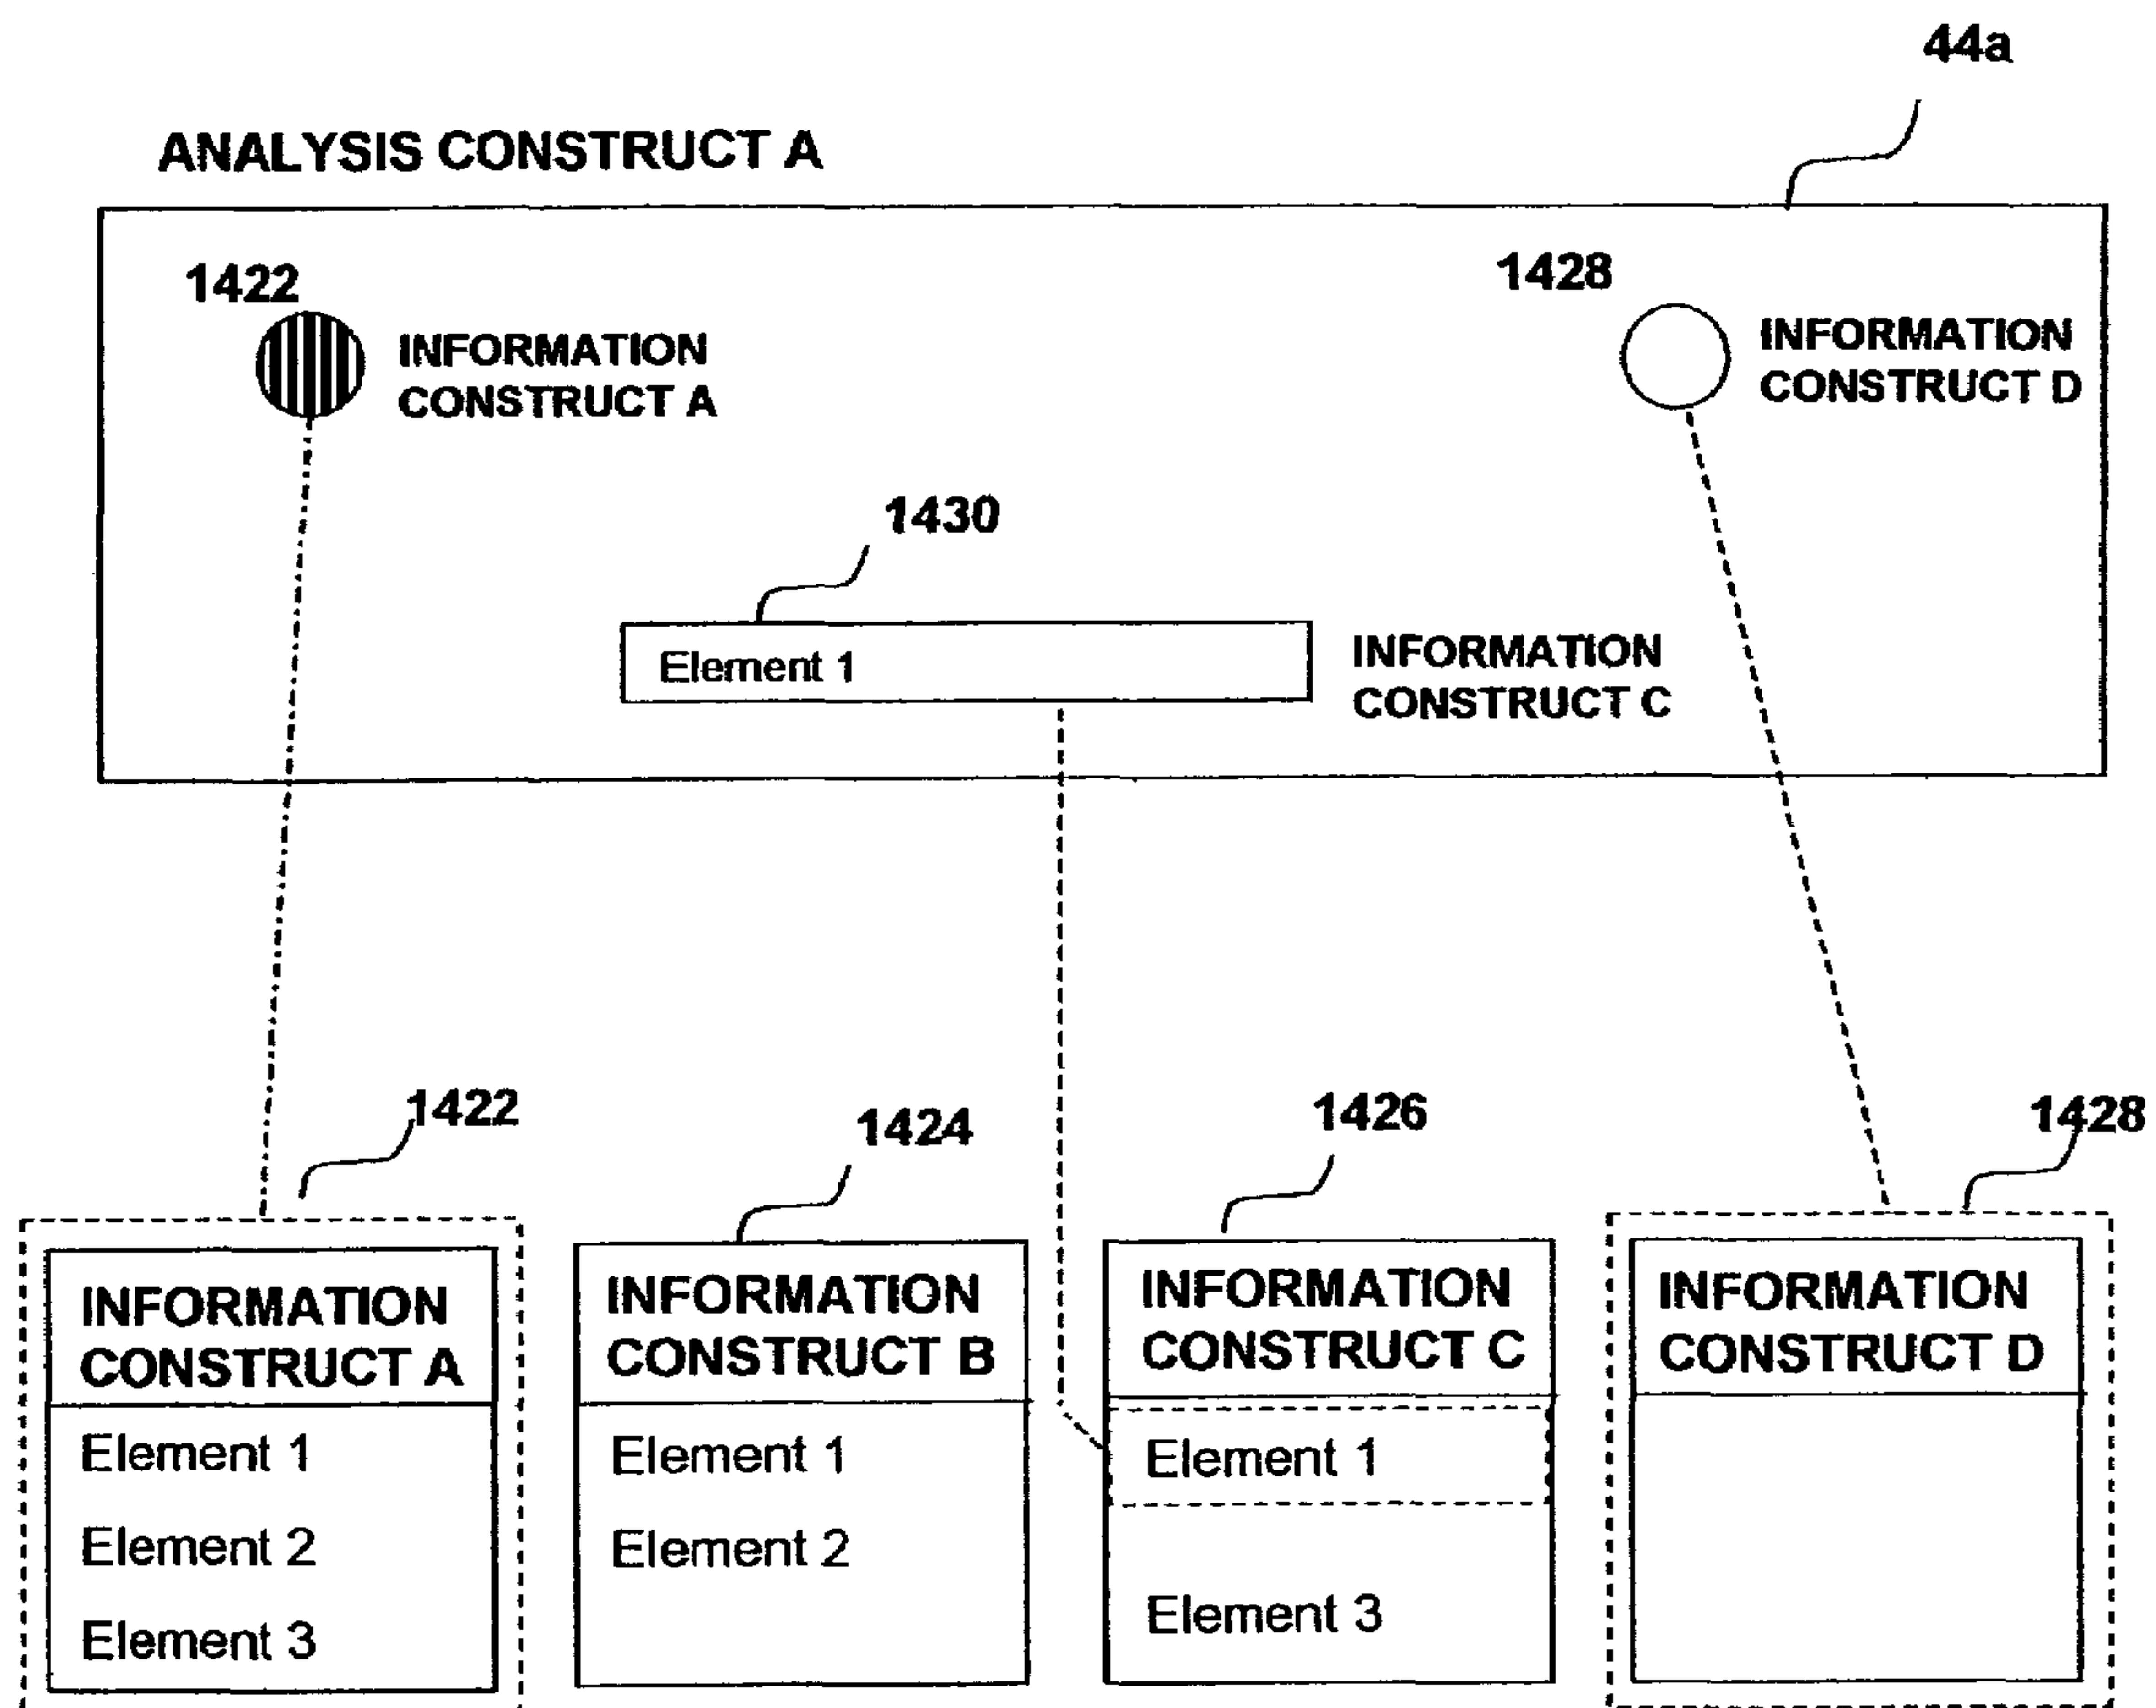 44a
ANALYSIS CONSTRUCT A
1422
INFORMATION
CONSTRUCT A
1428
INFORMATION
CONSTRUCT D
1430
Element 1
INFORMATION
CONSTRUCT C
1422
1424
1426
1428
INFORMATION
CONSTRUCT A
Element 1
Element 2
Element 3
INFORMATION
CONSTRUCT B
Element 1
Element 2
INFORMATION
CONSTRUCT C
Element 1
Element 3
INFORMATION
CONSTRUCT D